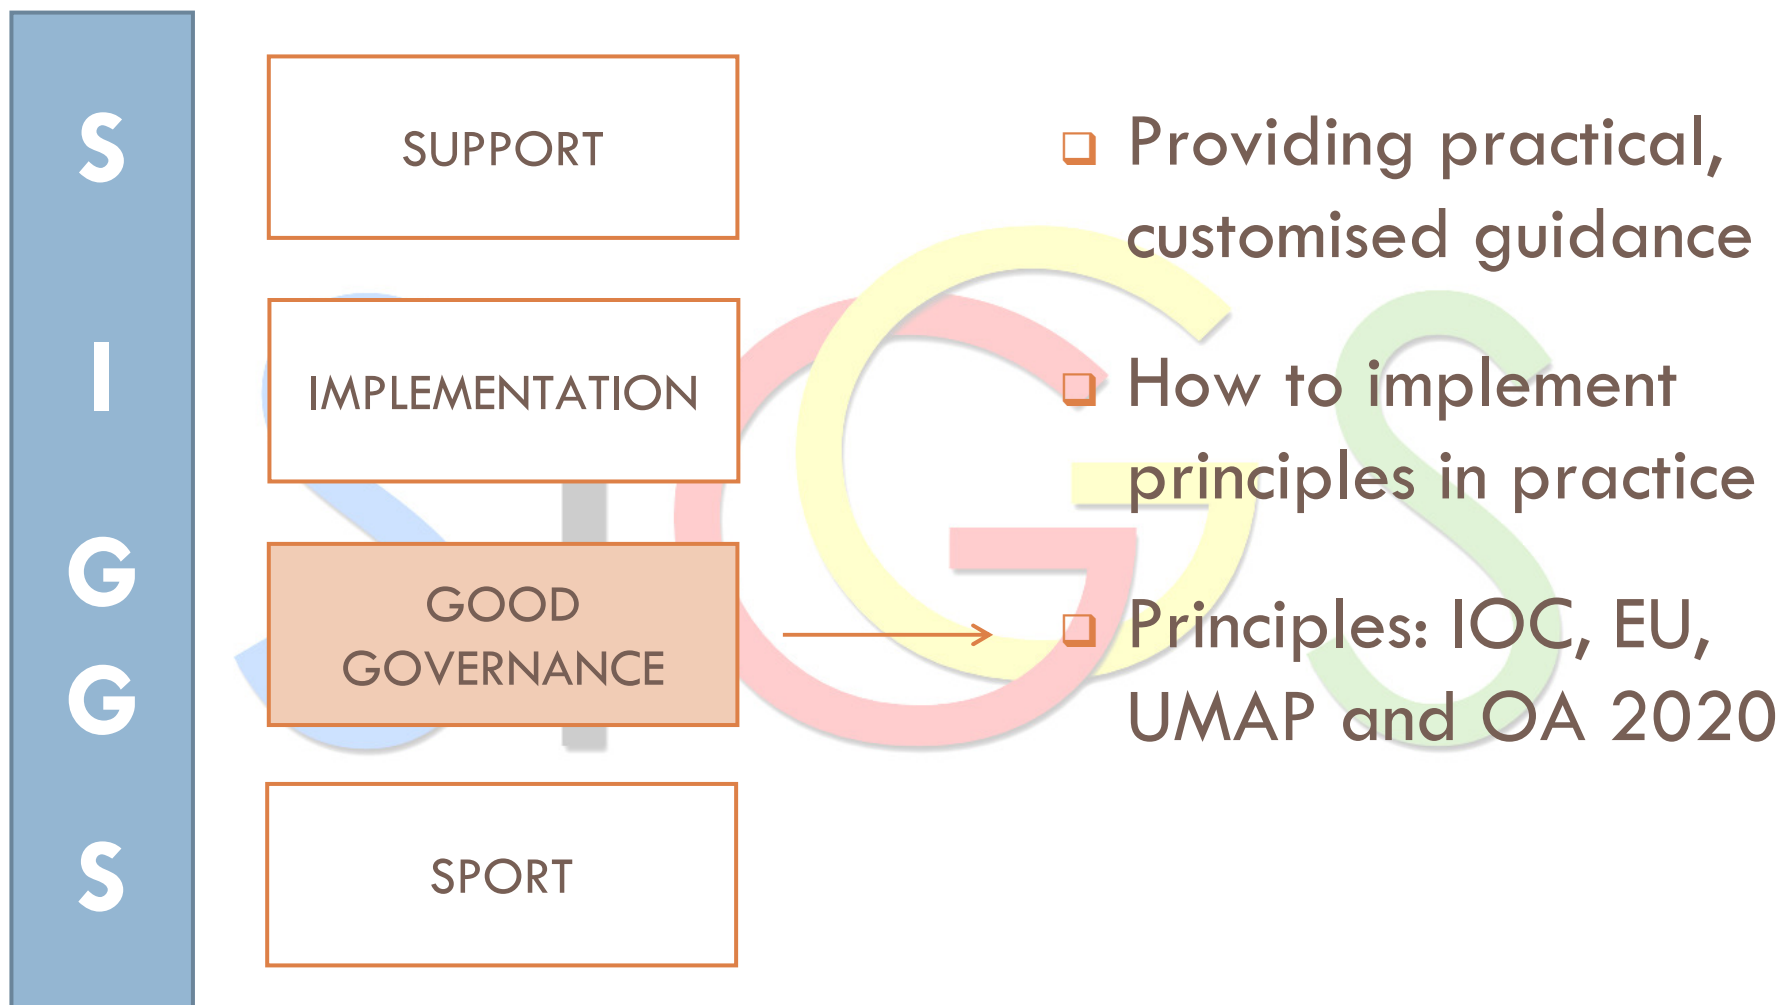 S
I
G
G
S
SUPPORT
IMPLEMENTATION
GOOD
GOVERNANCE
SPORT
Providing practical,
customised guidance
How to implement
principles in practice
Principles: IOC, EU,
UMAP and OA 2020
SIGGS